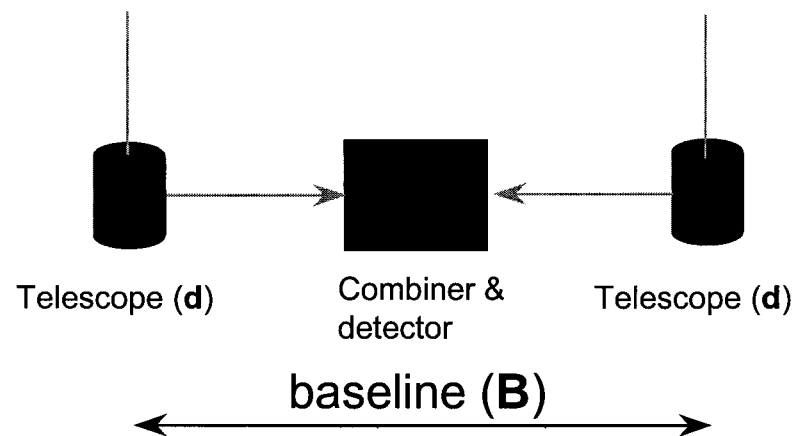 Telescope (d)
Combiner &
detector
Telescope (d)
baseline (B)